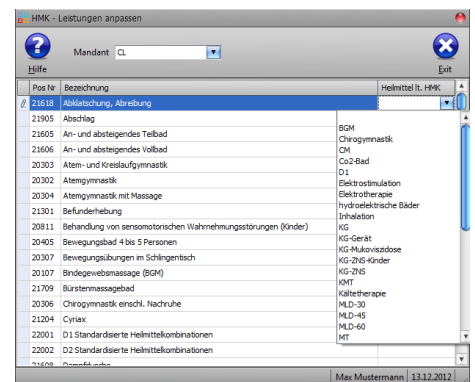 HMK - Leistungen anpassen
Hilfe
Mandant CL
Exit
Pos Nr Bezeichnung Heilmittel lt. HMK
21618 Abklatschung, Abreibung
21905 Abschlag
21605 An- und absteigendes Teilbad
21606 An- und absteigendes Vollbad
20303 Atem- und Kreislaufgymnastik
20302 Atemgymnastik
20304 Atemgymnastik mit Massage
21301 Befunderhebung
20811 Behandlung von sensomotorischen Wahrnehmungsstörungen (Kinder)
20405 Bewegungsbad 4 bis 5 Personen
20307 Bewegungsübungen im Schlingentisch
20107 Bindegewebsmassage (BGM)
21709 Bürstenmassagebad
20306 Chirogymnastik einschl. Nachruhe
21204 Cyriax
22001 D1 Standardisierte Heilmittelkombinationen
22002 D2 Standardisierte Heilmittelkombinationen
21608 Dampfdusche
BGM
Chirogymnastik
CM
Co2-Bad
D1
Elektrostimulation
Elektrotherapie
hydroelektrische Bäder
Inhalation
KG
KG-Gerät
KG-Mukoviszidose
KG-ZNS-Kinder
KG-ZNS
KMT
Kältetherapie
MLD-30
MLD-45
MLD-60
MT
Max Mustermann 13.12.2012